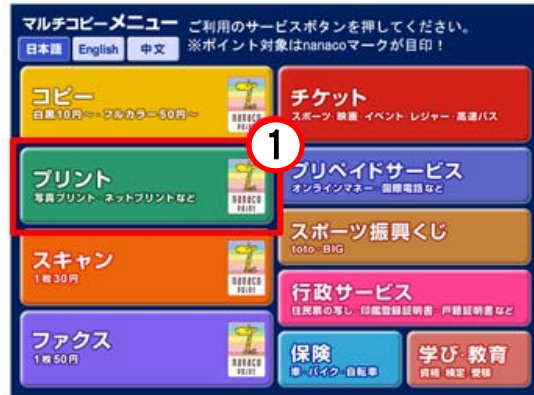 マルチコピーメニュー
ご利用のサービスボタンを押してください。
※ポイント対象はnanacoマークが目印！
日本語 English 中文
コピー
白黒10円～・フルカラー50円～
nanaco
POINT
プリント
写真プリント・ネットプリントなど
nanaco
POINT
スキャン
1枚30円
nanaco
POINT
ファクス
1枚50円
nanaco
POINT
1
チケット
スポーツ・映画・イベント・レジャー・高速バス
プリペイドサービス
オンラインマネー・国際電話など
スポーツ振興くじ
toto・BIG
行政サービス
住民票の写し・印鑑登録証明書・戸籍証明書など
保険
車・バイク・自転車
学び・教育
資格・検定・受験